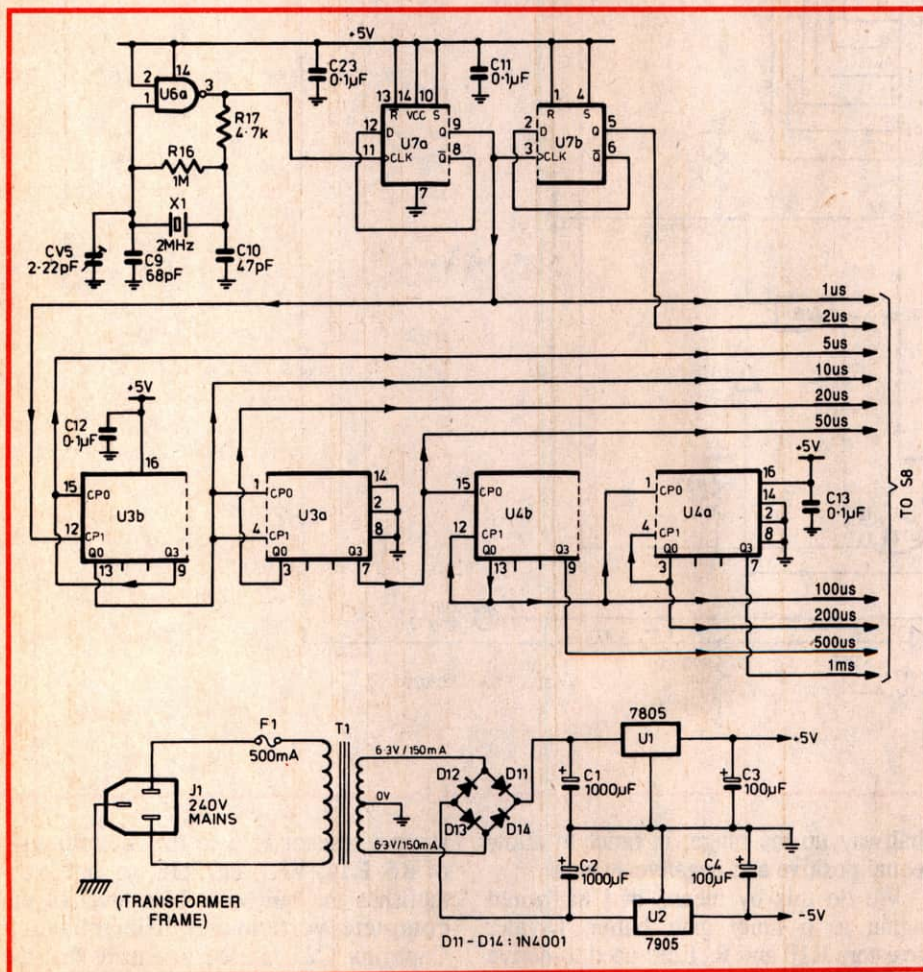 +5V
2
14
U6a
3
1
R17
4·7k
R16
1M
X1
2MHz
CV5
2-22pF
C9
68pF
C10
47pF
C23
0·1µF
C11
0·1µF
13
14
10
R
VCC
S
12
D
Q
9
U7a
11
CLK
Q̅
8
7
1
4
R
S
2
D
Q
5
U7b
3
CLK
Q̅
6
1us
2us
5us
10us
20us
50us
TO S8
+5V
C12
0·1µF
16
15
CP0
U3b
12
CP1
Q0
Q3
13
9
1
CP0
14
U3a
2
4
CP1
8
Q0
Q3
3
7
15
CP0
U4b
12
CP1
Q0
Q3
13
9
+5V
16
1
CP0
14
C13
0·1µF
U4a
2
4
CP1
8
Q0
Q3
3
7
100us
200us
500us
1ms
J1
240V
MAINS
(TRANSFORMER
FRAME)
F1
500mA
T1
6·3V/150mA
0V
6·3V/150mA
D12
D11
D13
D14
D11-D14:1N4001
C1
1000µF
C2
1000µF
7805
U1
C3
100µF
C4
100µF
U2
7905
+5V
-5V